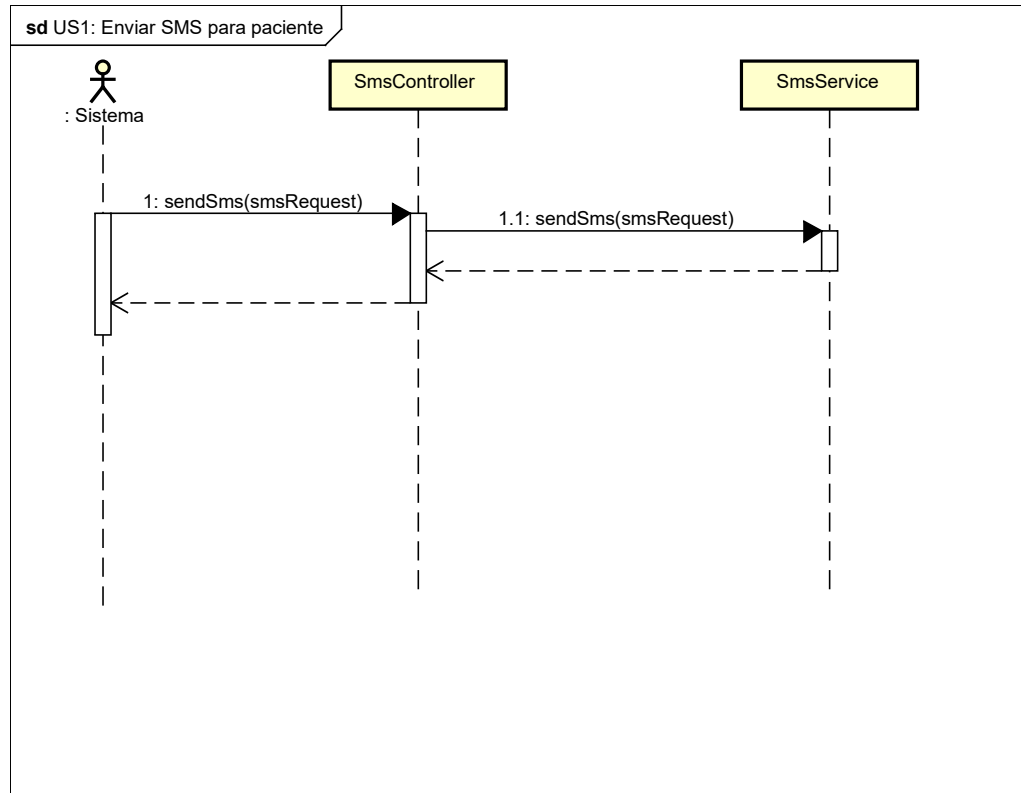 sd US1: Enviar SMS para paciente
SmsController
SmsService
: Sistema
1: sendSms(smsRequest)
1.1: sendSms(smsRequest)